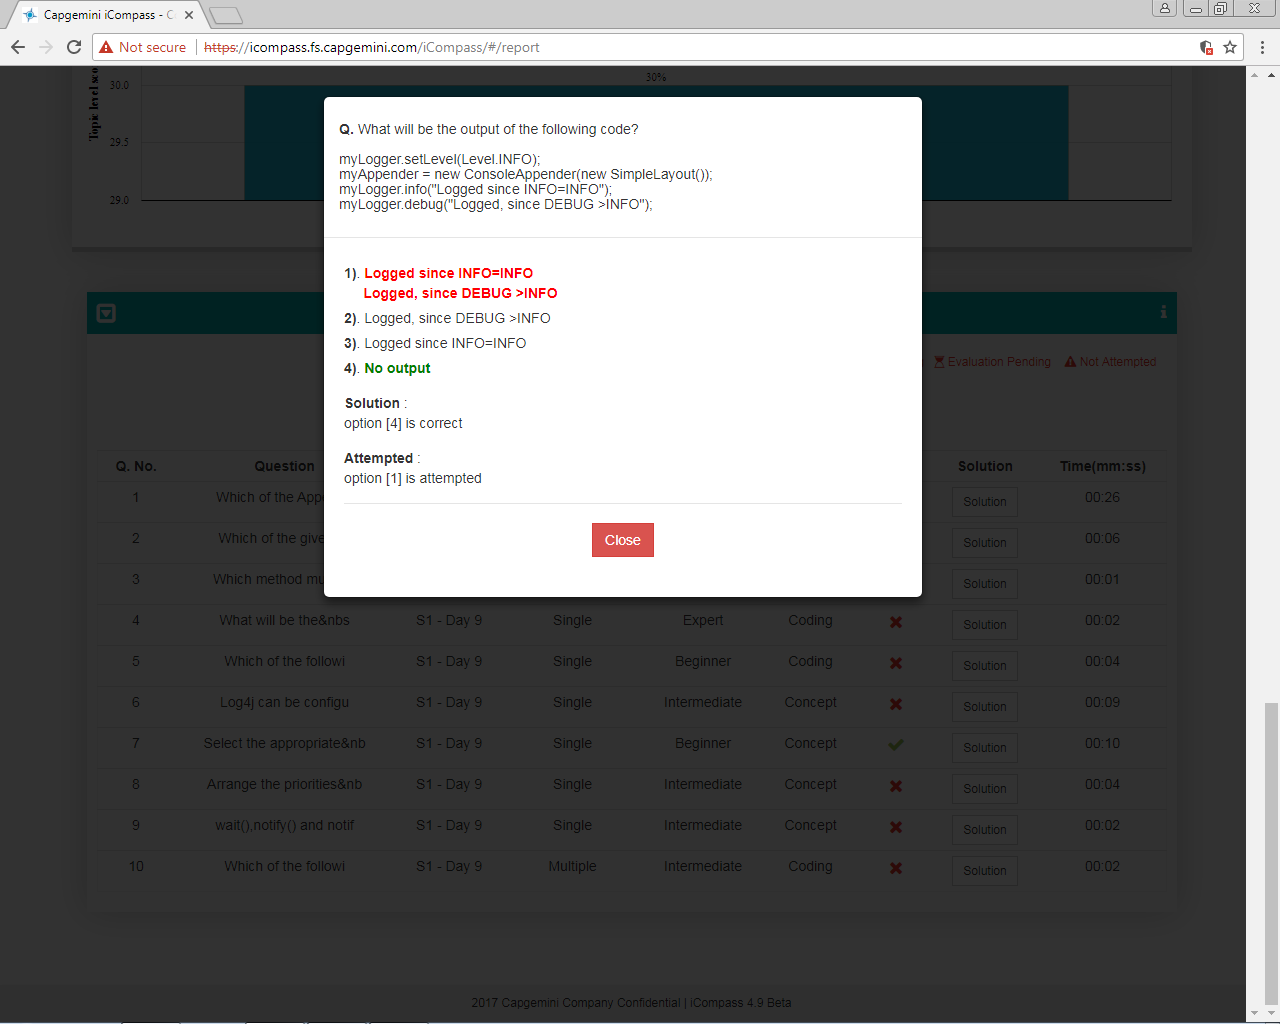 Capgemini iCompass - C
Not secure
https://icompass.fs.capgemini.com/iCompass/#/report
Topic level sco
30%
30.0
29.5
29.0
Q. What will be the output of the following code?
myLogger.setLevel(Level.INFO);
myAppender = new ConsoleAppender(new SimpleLayout());
myLogger.info("Logged since INFO=INFO");
myLogger.debug("Logged, since DEBUG >INFO");
1). Logged since INFO=INFO
Logged, since DEBUG >INFO
2). Logged, since DEBUG >INFO
3). Logged since INFO=INFO
4). No output
Solution :
option [4] is correct
Attempted :
option [1] is attempted
Close
Evaluation Pending Not Attempted
Q. No. Question Solution Time(mm:ss)
1 Which of the App Solution 00:26
2 Which of the give Solution 00:06
3 Which method mu Solution 00:01
4 What will be the&nbs S1 - Day 9 Single Expert Coding Solution 00:02
5 Which of the followi S1 - Day 9 Single Beginner Coding Solution 00:04
6 Log4j can be configu S1 - Day 9 Single Intermediate Concept Solution 00:09
7 Select the appropriate&nb S1 - Day 9 Single Beginner Concept Solution 00:10
8 Arrange the priorities&nb S1 - Day 9 Single Intermediate Concept Solution 00:04
9 wait(),notify() and notif S1 - Day 9 Single Intermediate Concept Solution 00:02
10 Which of the followi S1 - Day 9 Multiple Intermediate Coding Solution 00:02
2017 Capgemini Company Confidential | iCompass 4.9 Beta